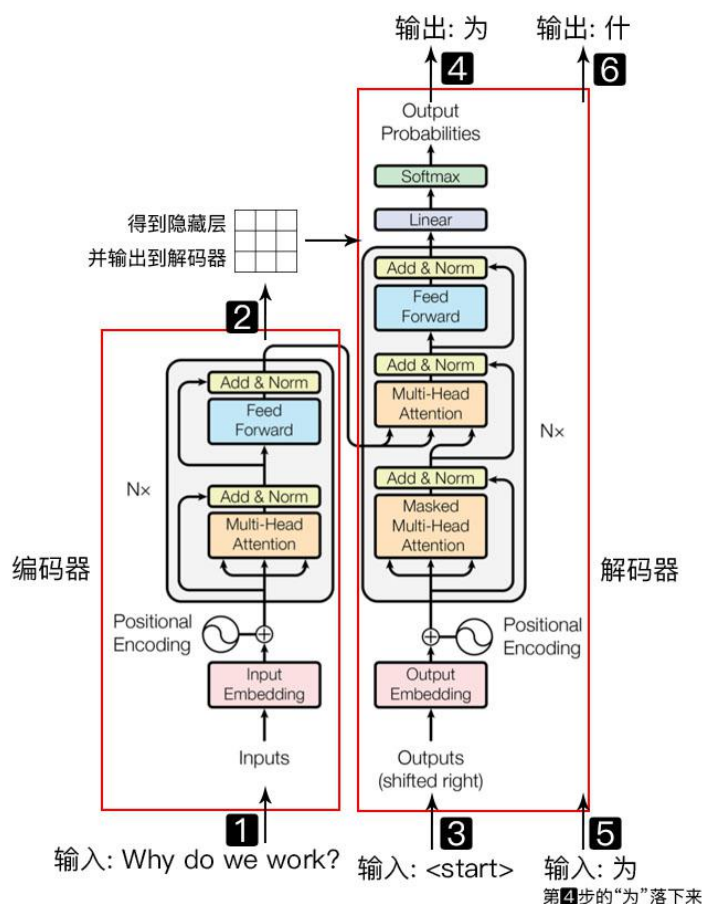 输出: 为
输出: 什
4
6
Output
Probabilities
Softmax
Linear
得到隐藏层
并输出到解码器
2
Add & Norm
Feed
Forward
Add & Norm
Multi-Head
Attention
N×
Add & Norm
Masked
Multi-Head
Attention
Add & Norm
Feed
Forward
N×
Add & Norm
Multi-Head
Attention
编码器
解码器
Positional
Encoding
Positional
Encoding
Input
Embedding
Output
Embedding
Inputs
Outputs
(shifted right)
1
3
5
输入: Why do we work?
输入: <start>
输入: 为
第4步的“为”落下来